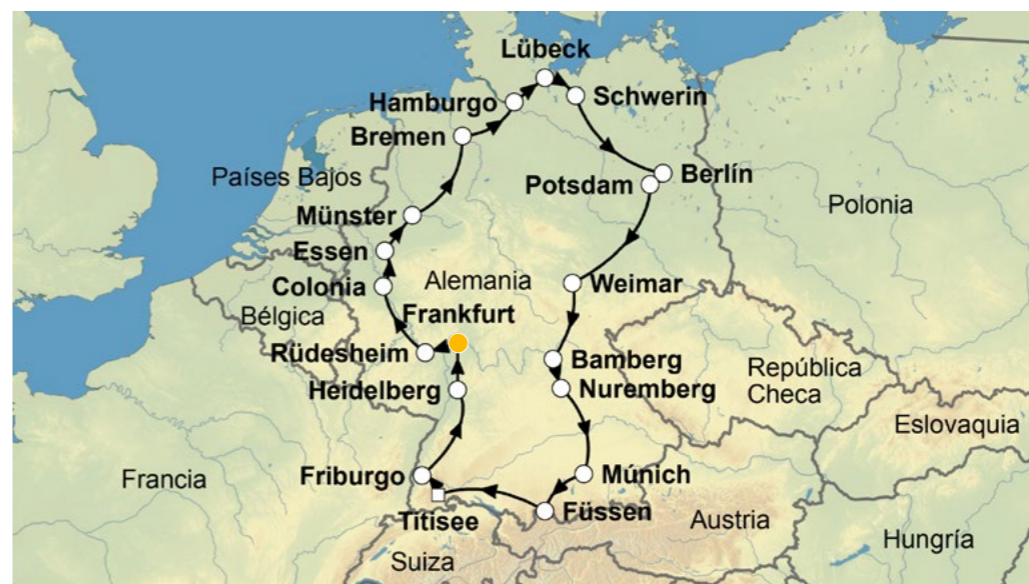 Lübeck
Hamburgo
Schwerin
Bremen
Países Bajos
Potsdam
Berlín
Münster
Polonia
Essen
Alemania
Colonia
Weimar
Bélgica
Frankfurt
Rüdesheim
Bamberg
República
Checa
Heidelberg
Nuremberg
Eslovaquia
Francia
Friburgo
Múnich
Titisee
Füssen
Austria
Hungría
Suiza